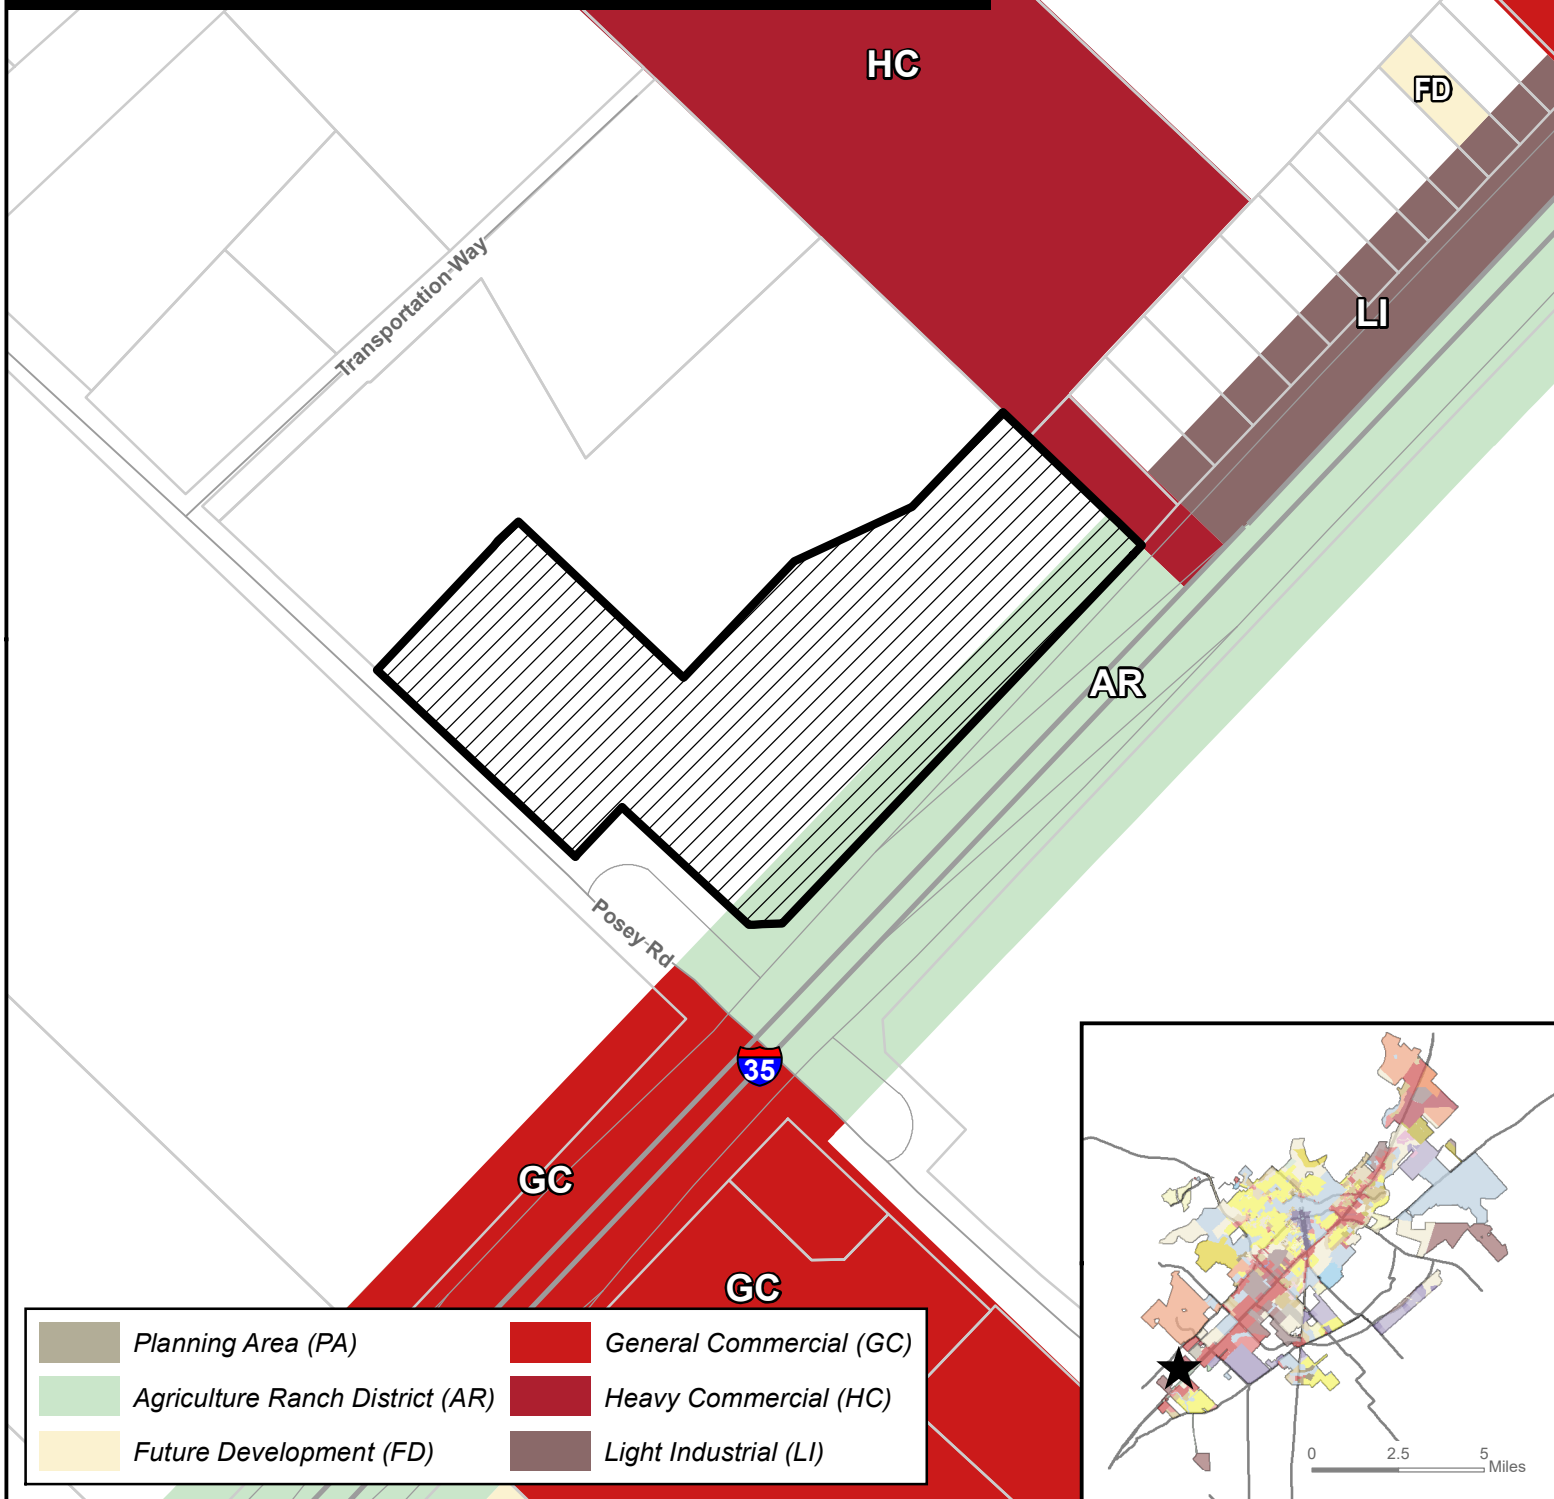 HC
FD
Transportation Way
LI
AR
Posey Rd
35
GC
GC
Planning Area (PA)
Agriculture Ranch District (AR)
Future Development (FD)
General Commercial (GC)
Heavy Commercial (HC)
Light Industrial (LI)
0 2.5 5
Miles